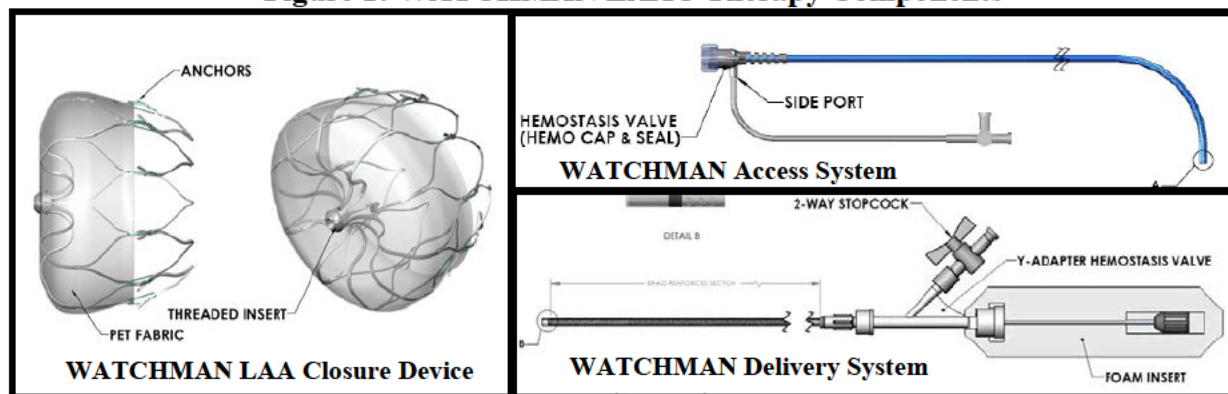 ANCHORS
THREADED INSERT
PET FABRIC
WATCHMAN LAA Closure Device
SIDE PORT
HEMOSTASIS VALVE
(HEMO CAP & SEAL)
A
WATCHMAN Access System
2-WAY STOPCOCK
DETAIL B
Y-ADAPTER HEMOSTASIS VALVE
BRAID REINFORCED SECTION
B
WATCHMAN Delivery System
FOAM INSERT